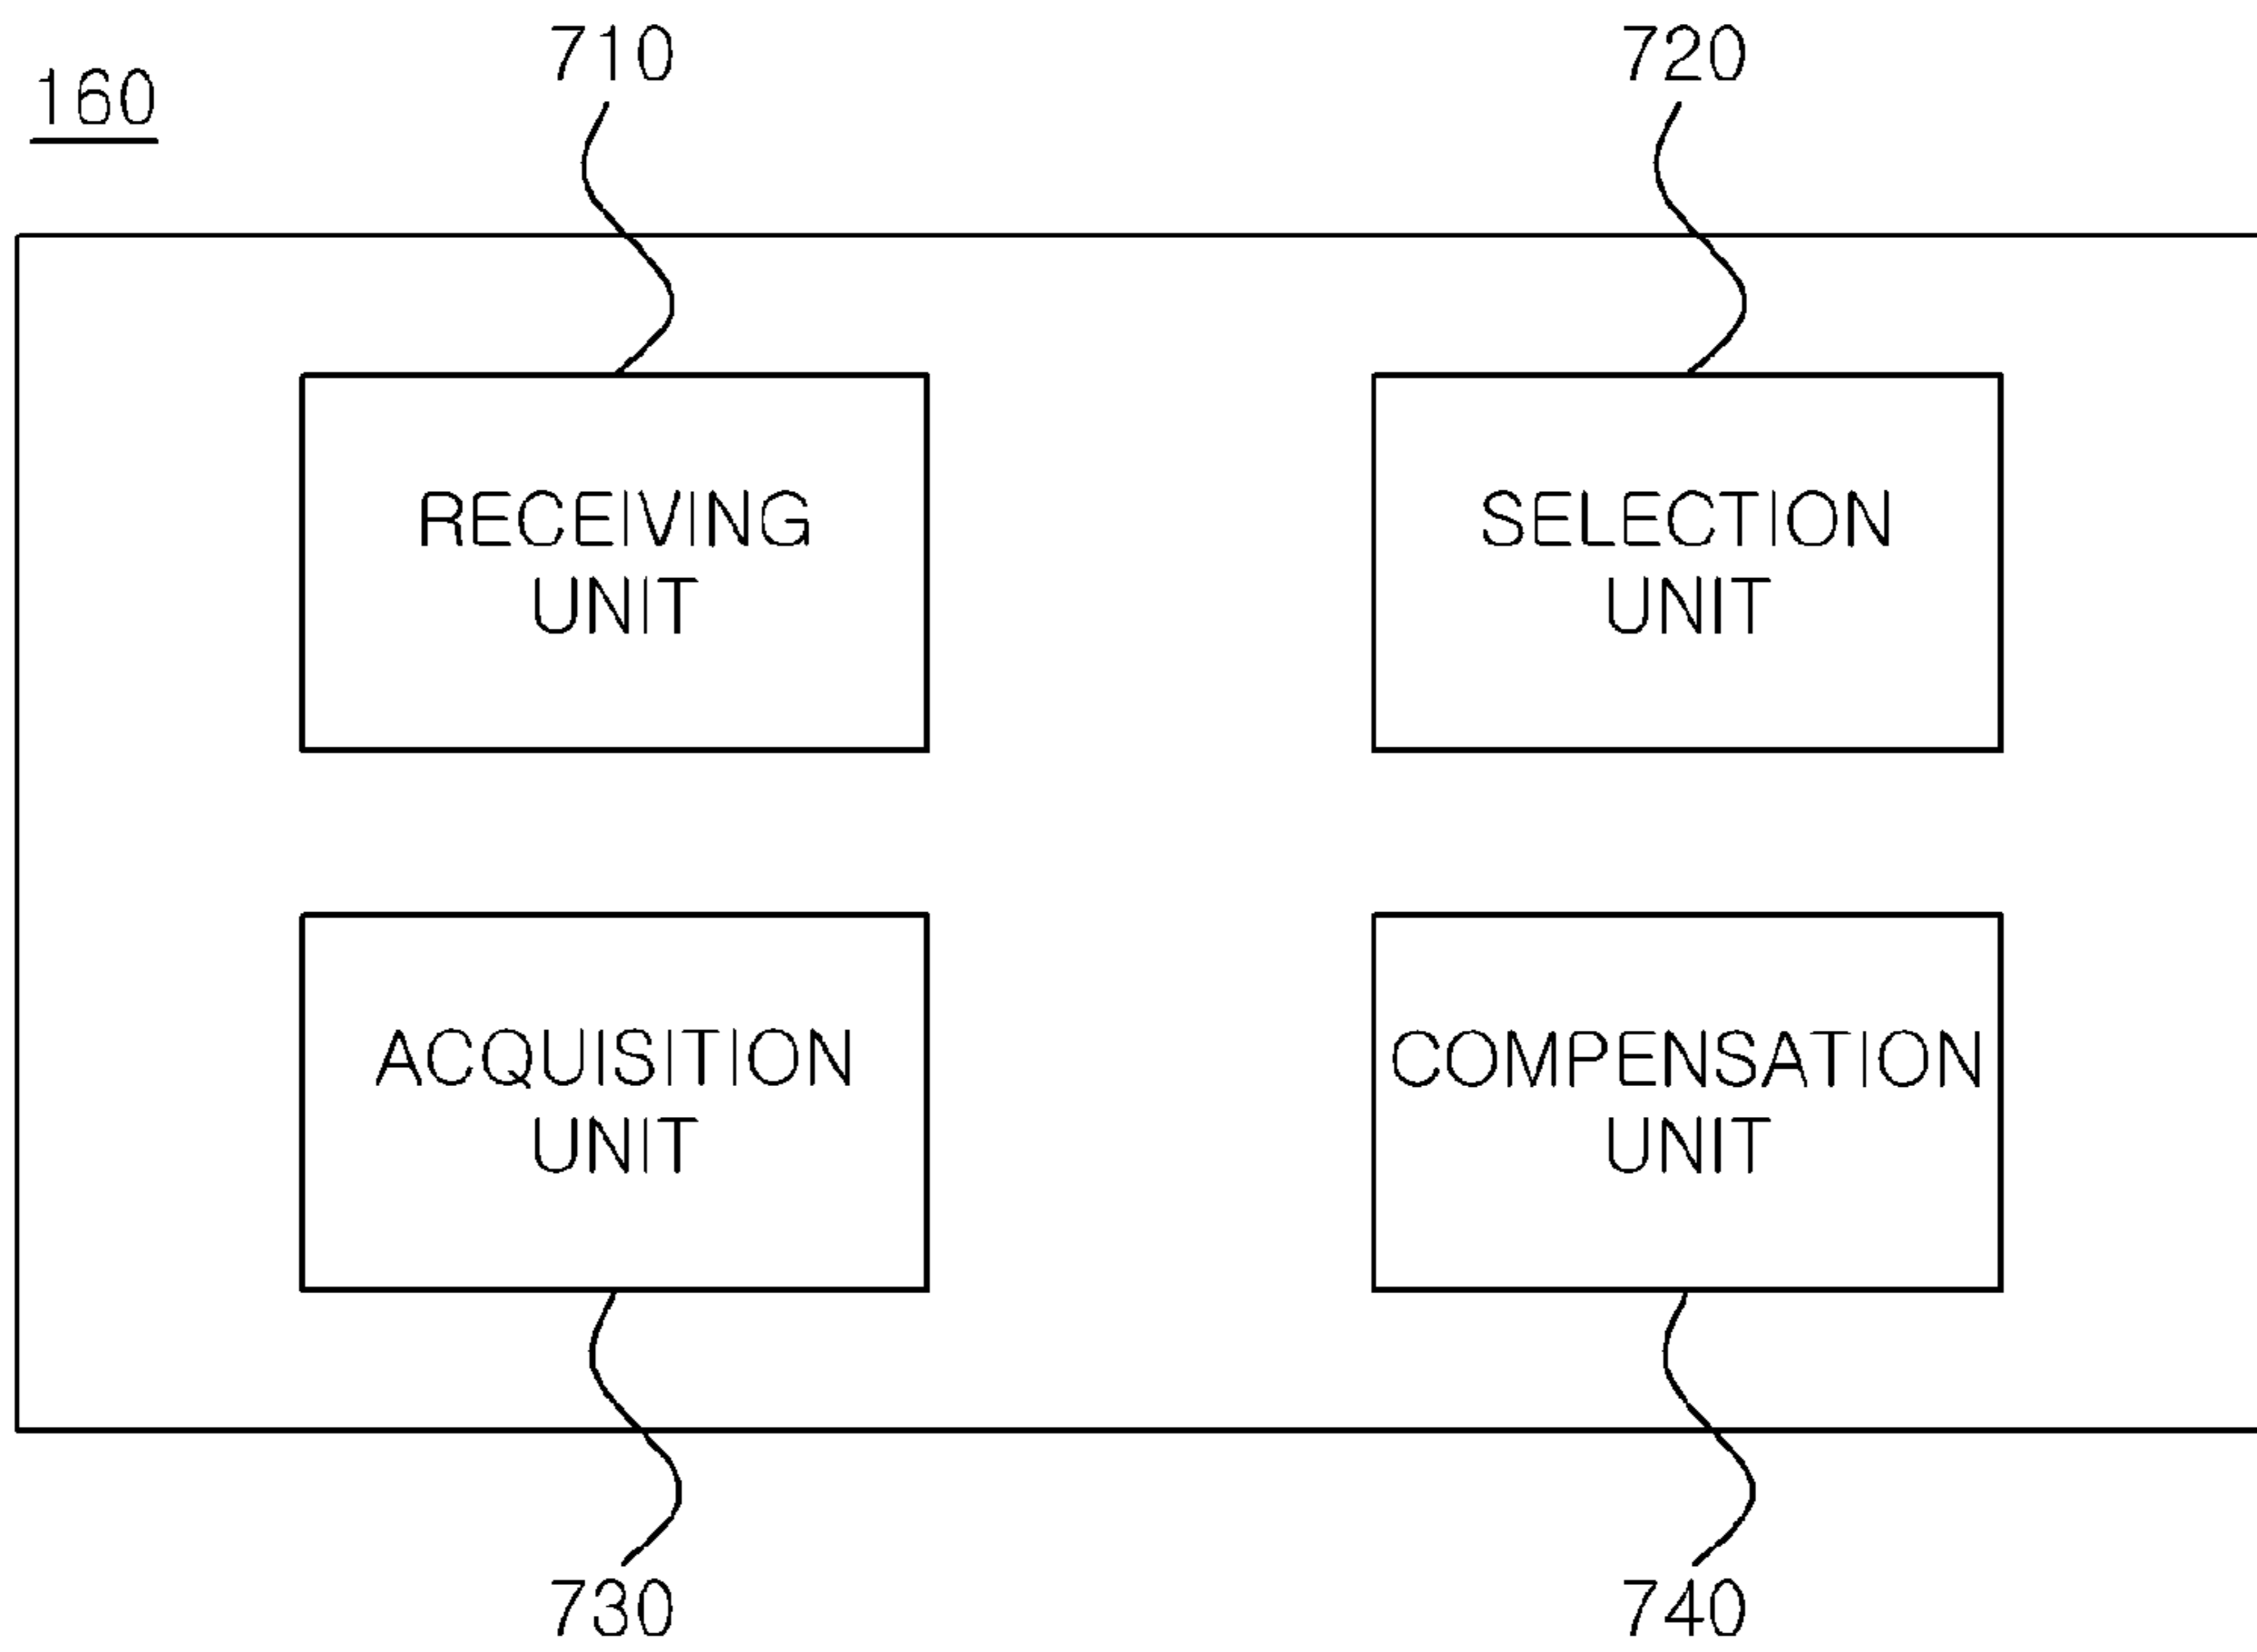 710
720
160
RECEIVING
UNIT
SELECTION
UNIT
ACQUISITION
UNIT
COMPENSATION
UNIT
730
740